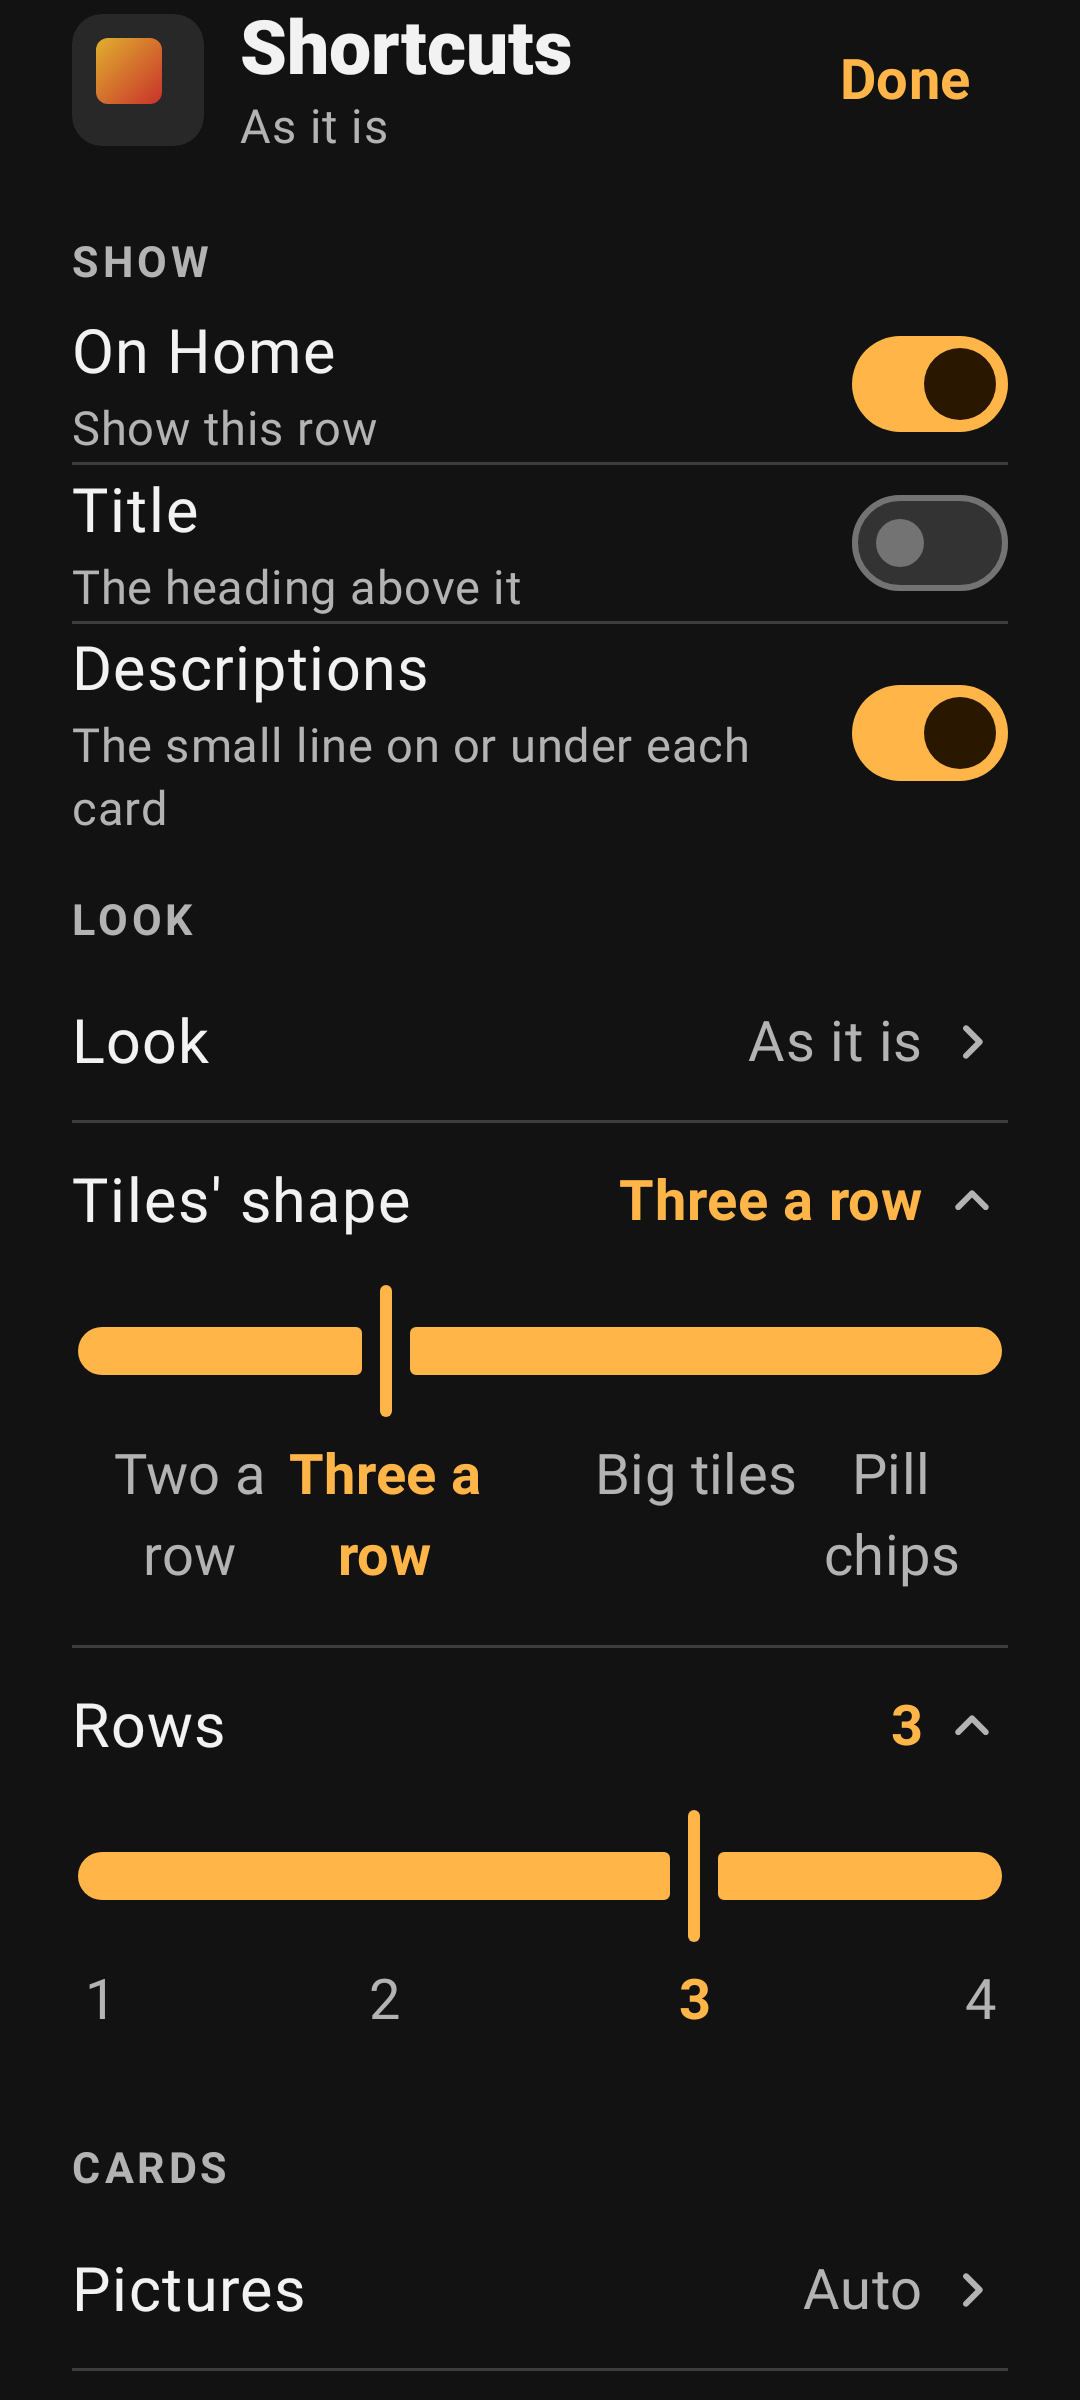 Shortcuts
As it is
Done
SHOW
On Home
Show this row
Title
The heading above it
Descriptions
The small line on or under each
card
LOOK
Look
As it is
Tiles' shape
Three a row
Two a
row
Three a
row
Big tiles
Pill
chips
Rows
3
1
2
3
4
CARDS
Pictures
Auto